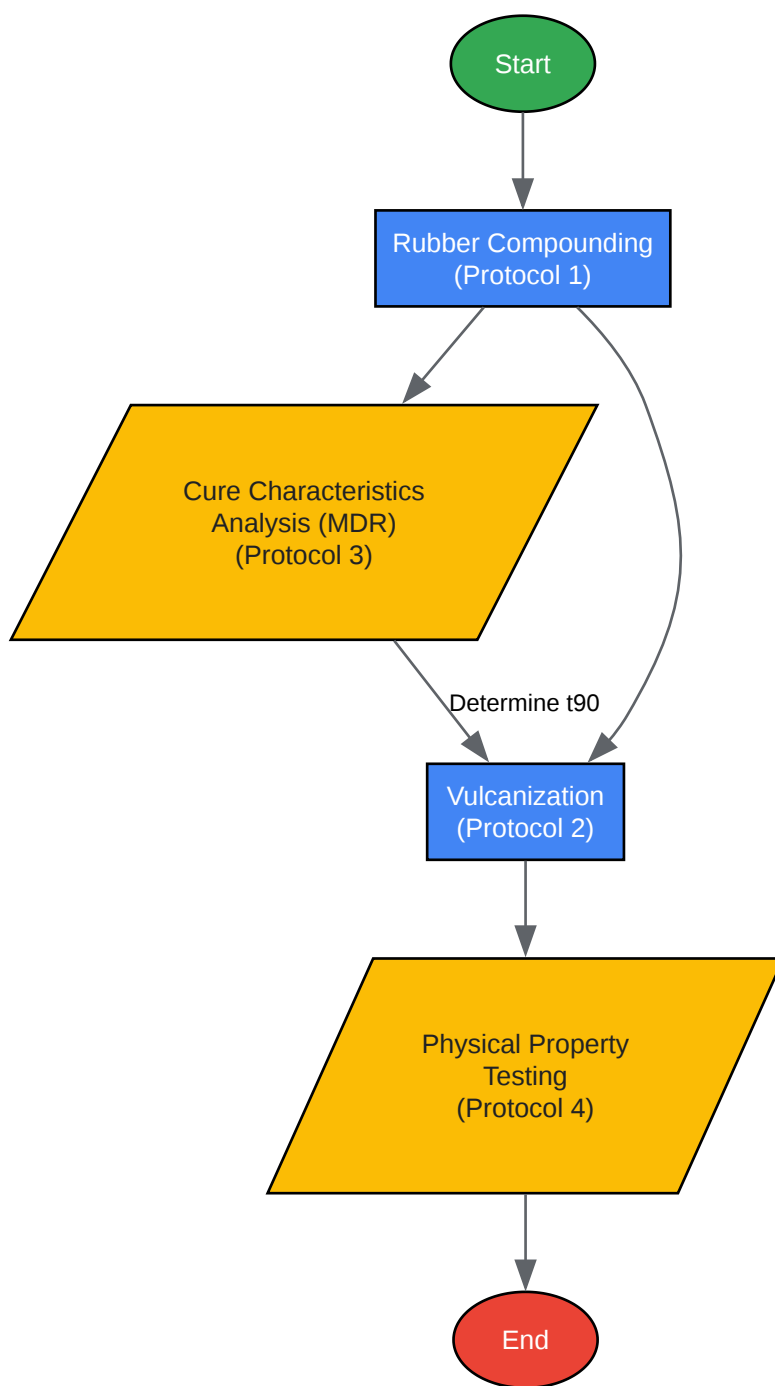 Start
Rubber Compounding
(Protocol 1)
Cure Characteristics
Analysis (MDR)
(Protocol 3)
Determine t90
Vulcanization
(Protocol 2)
Physical Property
Testing
(Protocol 4)
End